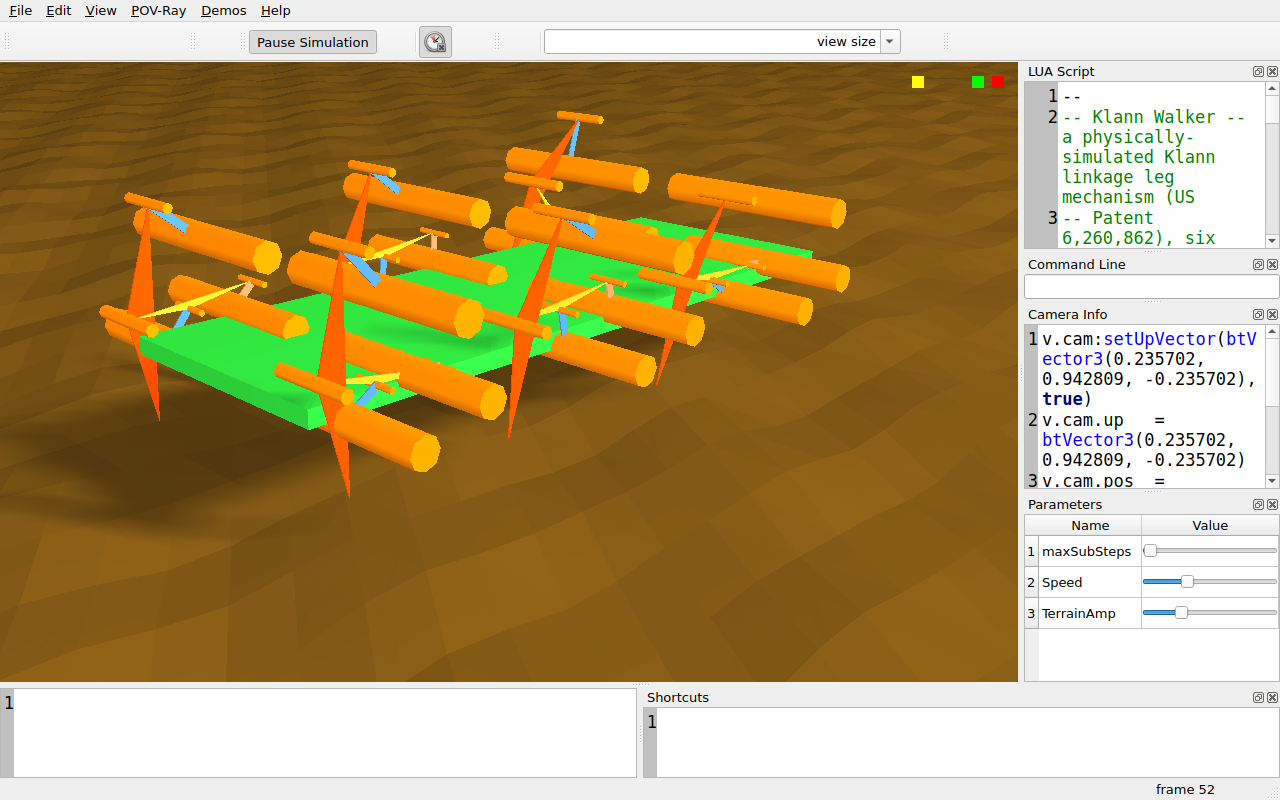 File Edit View POV-Ray Demos Help
Pause Simulation
view size
LUA Script
1 --
2 -- Klann Walker --
a physically-
simulated Klann
linkage leg
mechanism (US
3 -- Patent
6,260,862), six
Command Line
Camera Info
1 v.cam:setUpVector(btV
ector3(0.235702,
0.942809, -0.235702),
true)
2 v.cam.up   =
btVector3(0.235702,
0.942809, -0.235702)
3 v.cam.pos  =
Parameters
Name Value
1 maxSubSteps
2 Speed
3 TerrainAmp
1
Shortcuts
1
frame 52